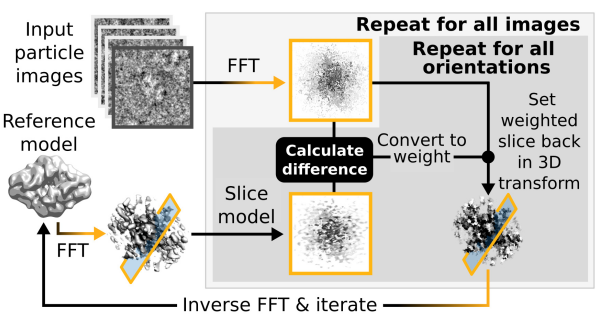 Input
particle
images
Repeat for all images
Repeat for all
orientations
FFT
Reference
model
Calculate
difference
Convert to
weight
Set
weighted
slice back
in 3D
transform
Slice
model
FFT
Inverse FFT & iterate